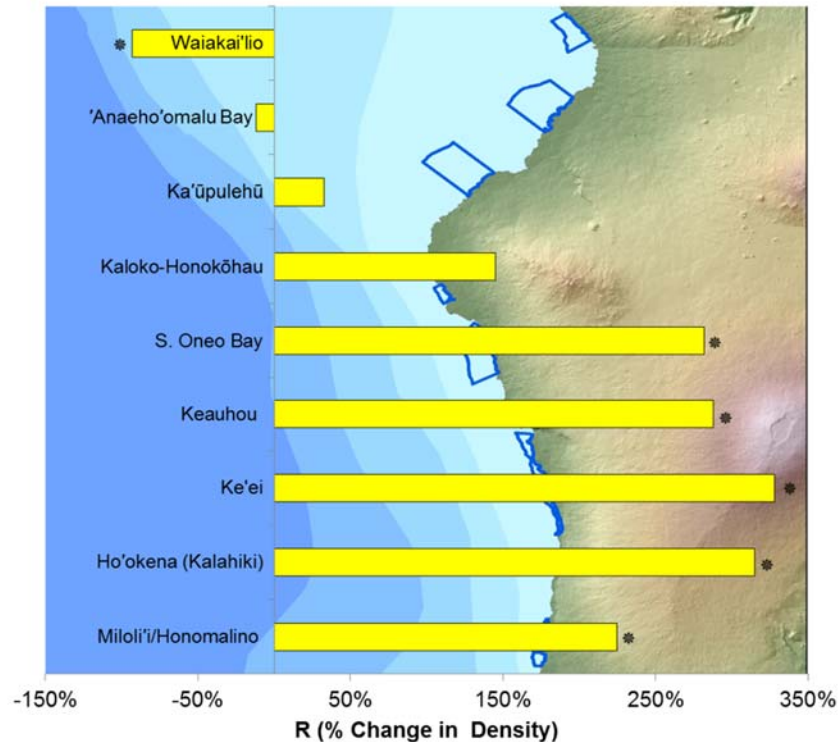 Waiakai'lio
'Anaeho'omalu Bay
Ka'ūpulehū
Kaloko-Honokōhau
S. Oneo Bay
Keauhou
Ke'ei
Ho'okena (Kalahiki)
Miloli'i/Honomalino
-150% -50% 50% 150% 250% 350%
R (% Change in Density)